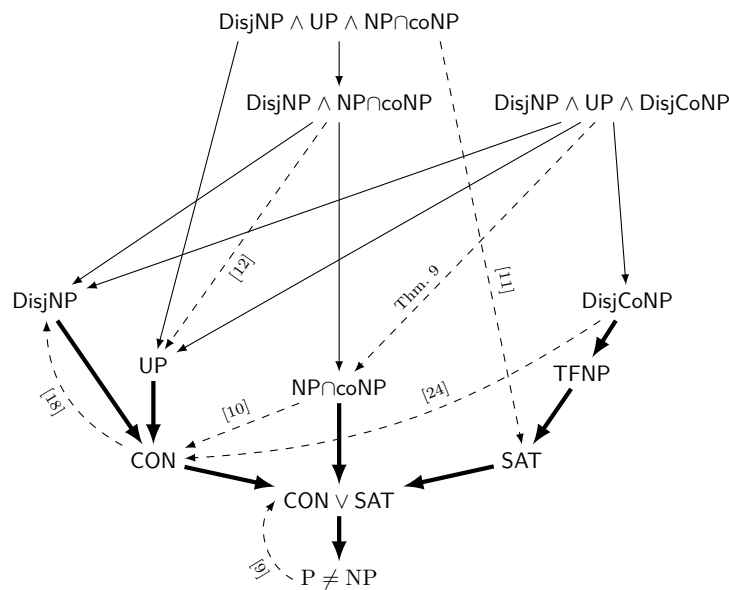 DisjNP ∧ UP ∧ NP∩coNP
DisjNP ∧ NP∩coNP
DisjNP ∧ UP ∧ DisjCoNP
[12]
Thm. 9
[11]
DisjNP
DisjCoNP
UP
TFNP
NP∩coNP
[18]
[10]
[24]
CON
SAT
CON ∨ SAT
[9]
P ≠ NP